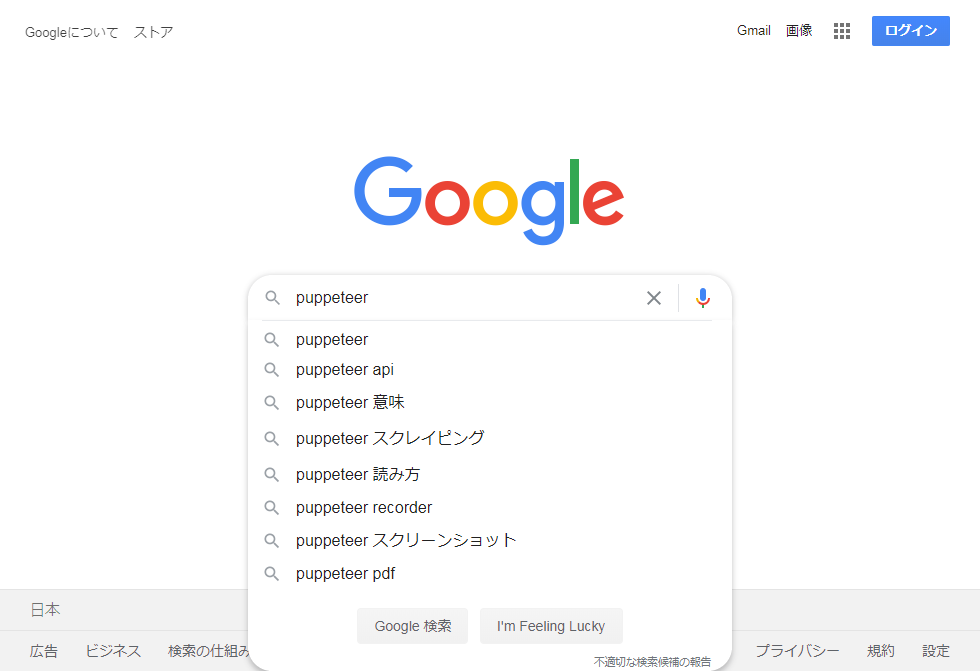 Googleについて ストア Gmail 画像 ログイン
Google
puppeteer
puppeteer
puppeteer api
puppeteer 意味
puppeteer スクレイピング
puppeteer 読み方
puppeteer recorder
puppeteer スクリーンショット
puppeteer pdf
Google 検索 I'm Feeling Lucky
不適切な検索候補の報告
日本
広告 ビジネス 検索の仕組み プライバシー 規約 設定